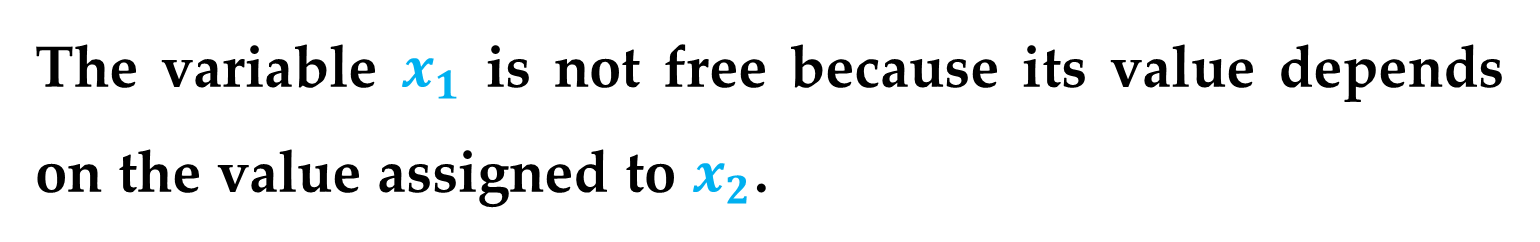 The variable x₁ is not free because its value depends
on the value assigned to x₂.